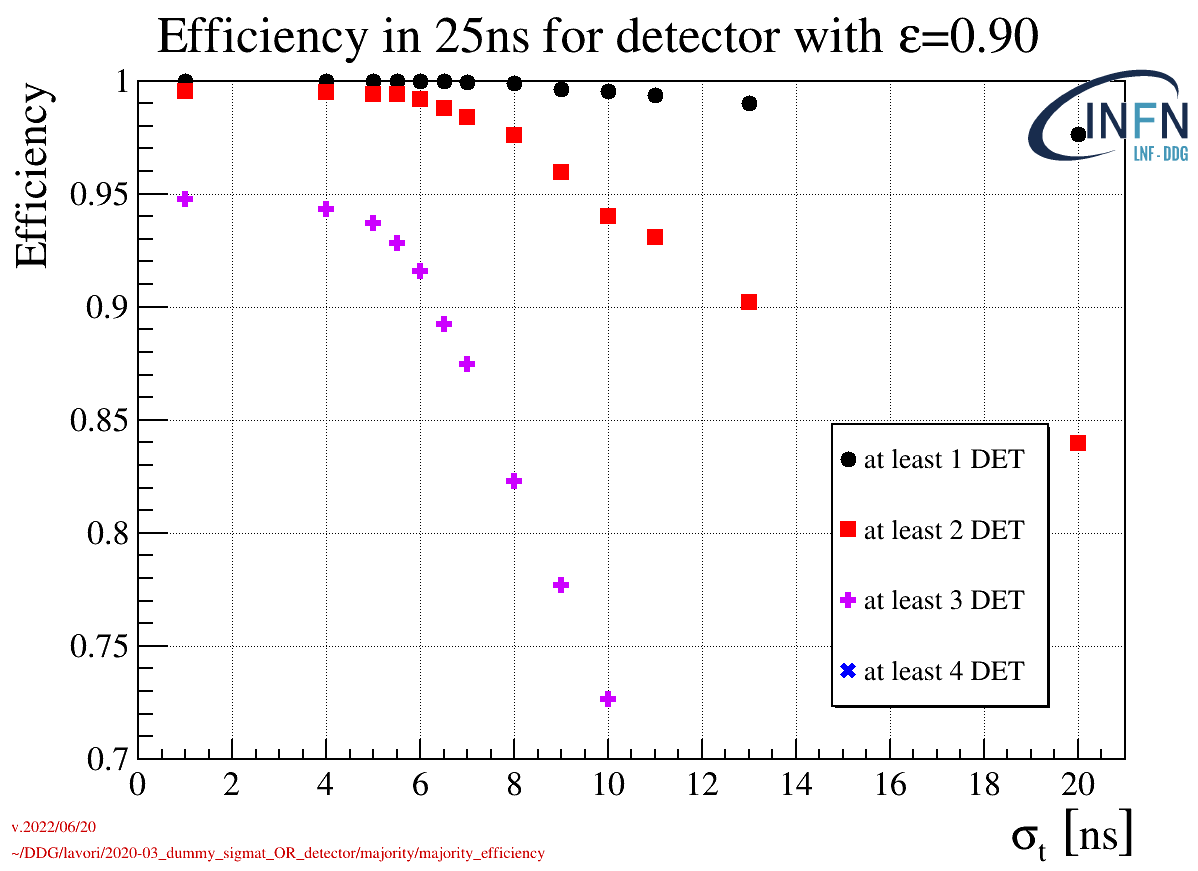 Efficiency in 25ns for detector with ε=0.90
Efficiency
1
0.95
0.9
0.85
0.8
0.75
0.7
INFN
LNF - DDG
at least 1 DET
at least 2 DET
at least 3 DET
at least 4 DET
0 2 4 6 8 10 12 14 16 18 20
σt [ns]
v.2022/06/20
~/DDG/lavori/2020-03_dummy_sigmat_OR_detector/majority/majority_efficiency